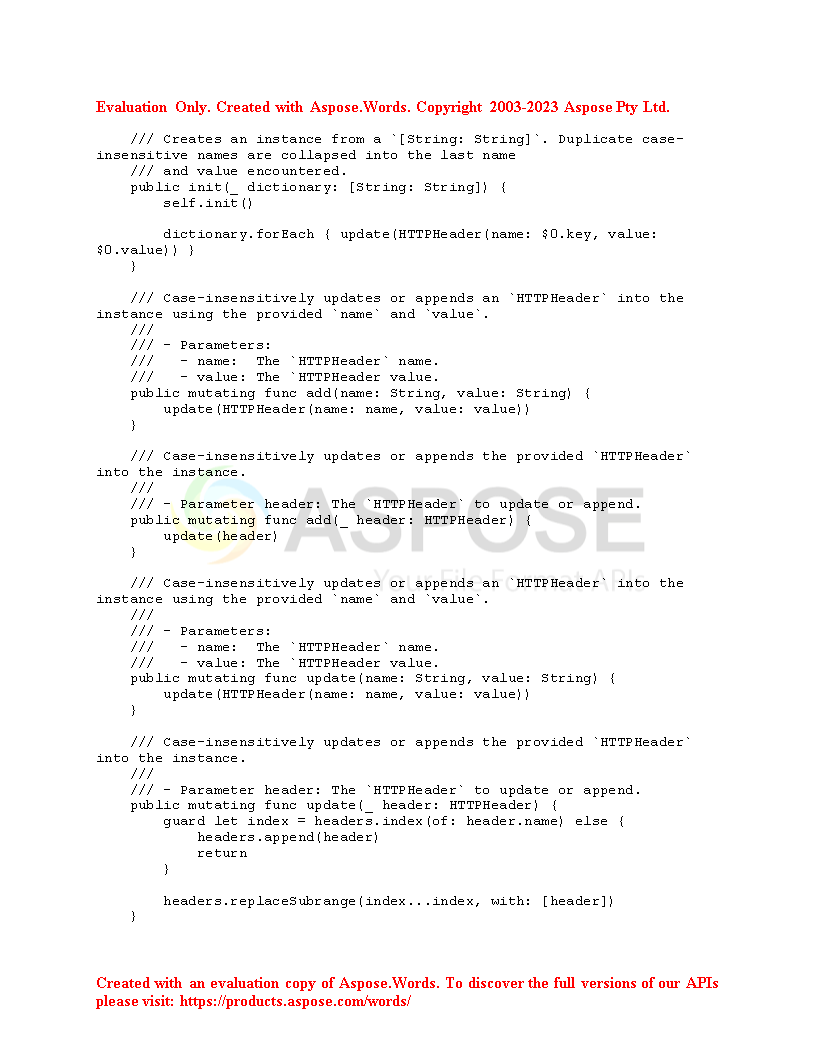 Evaluation Only. Created with Aspose.Words. Copyright 2003-2023 Aspose Pty Ltd.
    /// Creates an instance from a `[String: String]`. Duplicate case-
insensitive names are collapsed into the last name
    /// and value encountered.
    public init(_ dictionary: [String: String]) {
        self.init()
        dictionary.forEach { update(HTTPHeader(name: $0.key, value:
$0.value)) }
    }
    /// Case-insensitively updates or appends an `HTTPHeader` into the
instance using the provided `name` and `value`.
    ///
    /// - Parameters:
    ///   - name:  The `HTTPHeader` name.
    ///   - value: The `HTTPHeader value.
    public mutating func add(name: String, value: String) {
        update(HTTPHeader(name: name, value: value))
    }
    /// Case-insensitively updates or appends the provided `HTTPHeader`
into the instance.
    ///
    /// - Parameter header: The `HTTPHeader` to update or append.
    public mutating func add(_ header: HTTPHeader) {
        update(header)
    }
ASPOSE
Your File Format APIs
    /// Case-insensitively updates or appends an `HTTPHeader` into the
instance using the provided `name` and `value`.
    ///
    /// - Parameters:
    ///   - name:  The `HTTPHeader` name.
    ///   - value: The `HTTPHeader value.
    public mutating func update(name: String, value: String) {
        update(HTTPHeader(name: name, value: value))
    }
    /// Case-insensitively updates or appends the provided `HTTPHeader`
into the instance.
    ///
    /// - Parameter header: The `HTTPHeader` to update or append.
    public mutating func update(_ header: HTTPHeader) {
        guard let index = headers.index(of: header.name) else {
            headers.append(header)
            return
        }
        headers.replaceSubrange(index...index, with: [header])
    }
Created with an evaluation copy of Aspose.Words. To discover the full versions of our APIs
please visit: https://products.aspose.com/words/